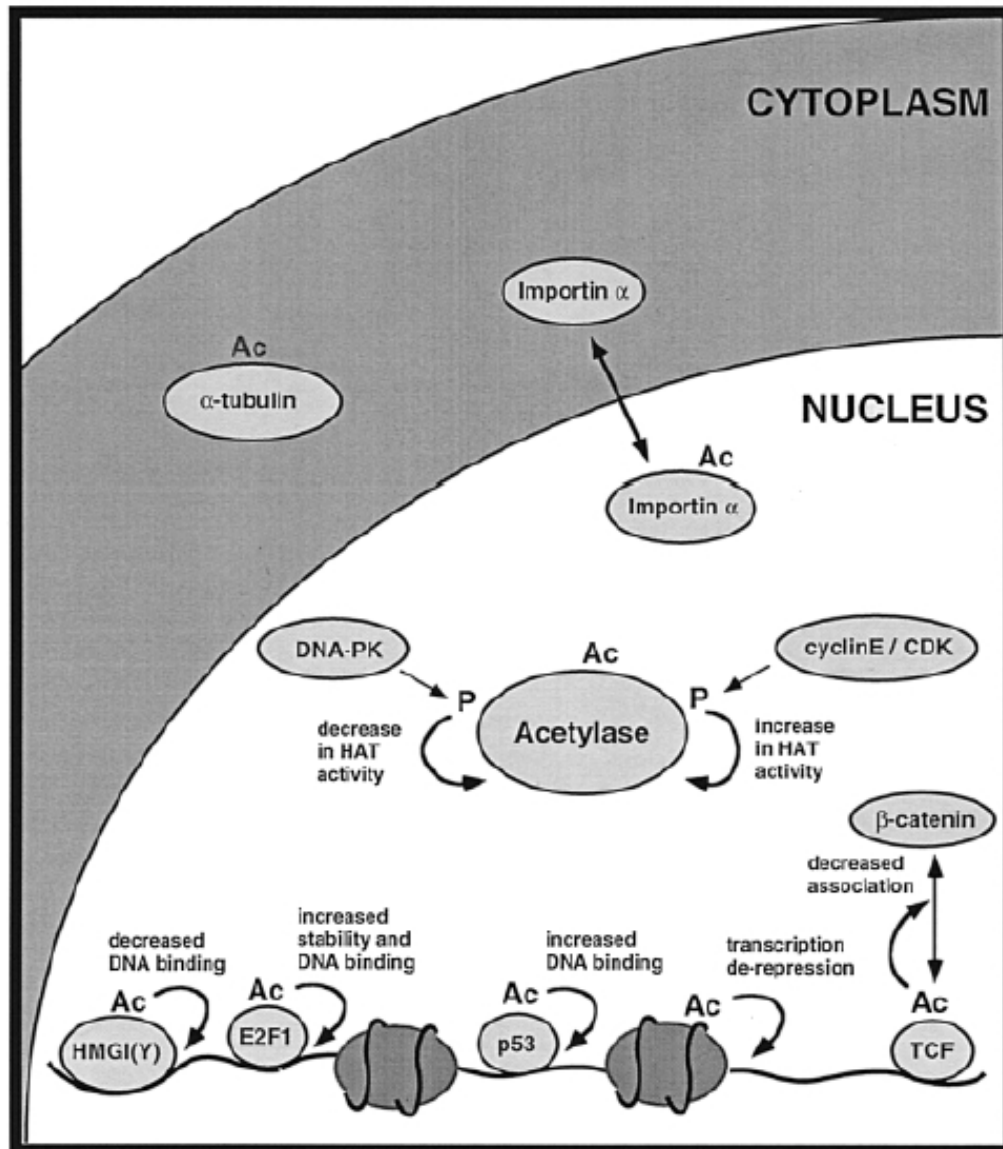 CYTOPLASM
Importin α
Ac
α-tubulin
NUCLEUS
Ac
Importin α
DNA-PK
cyclinE / CDK
Ac
P
P
Acetylase
decrease
in HAT
activity
increase
in HAT
activity
β-catenin
decreased
association
decreased
DNA binding
increased
stability and
DNA binding
increased
DNA binding
transcription
de-repression
Ac
Ac
Ac
Ac
Ac
HMGI(Y)
E2F1
p53
TCF